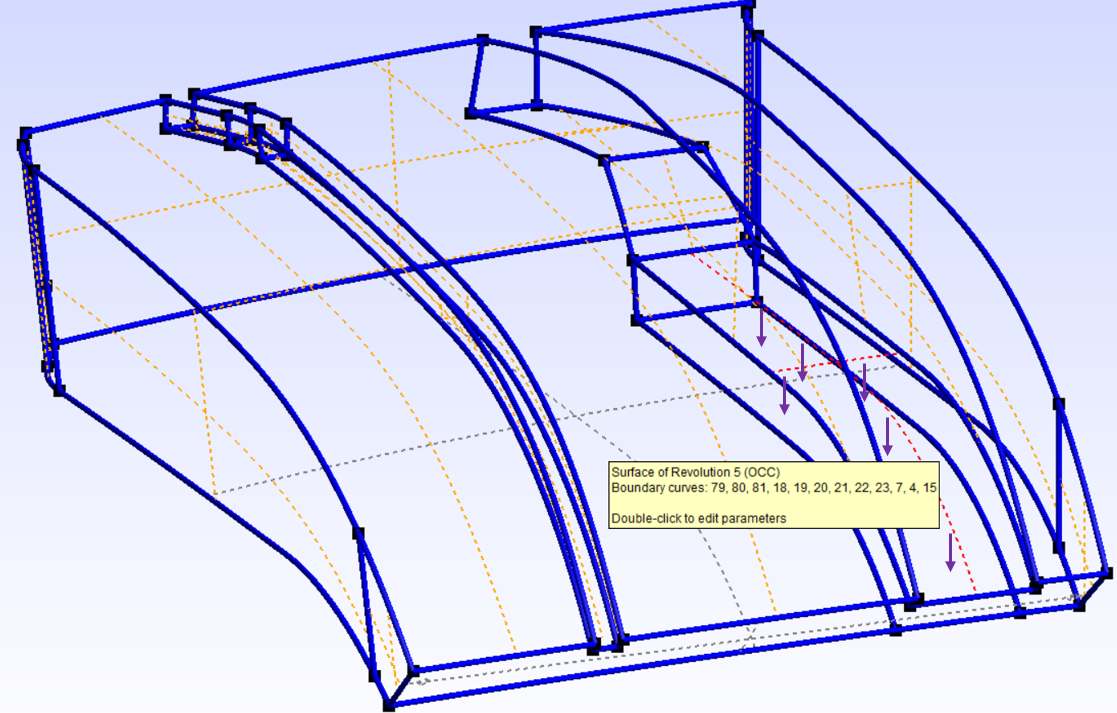 Surface of Revolution 5 (OCC)
Boundary curves: 79, 80, 81, 18, 19, 20, 21, 22, 23, 7, 4, 15
Double-click to edit parameters